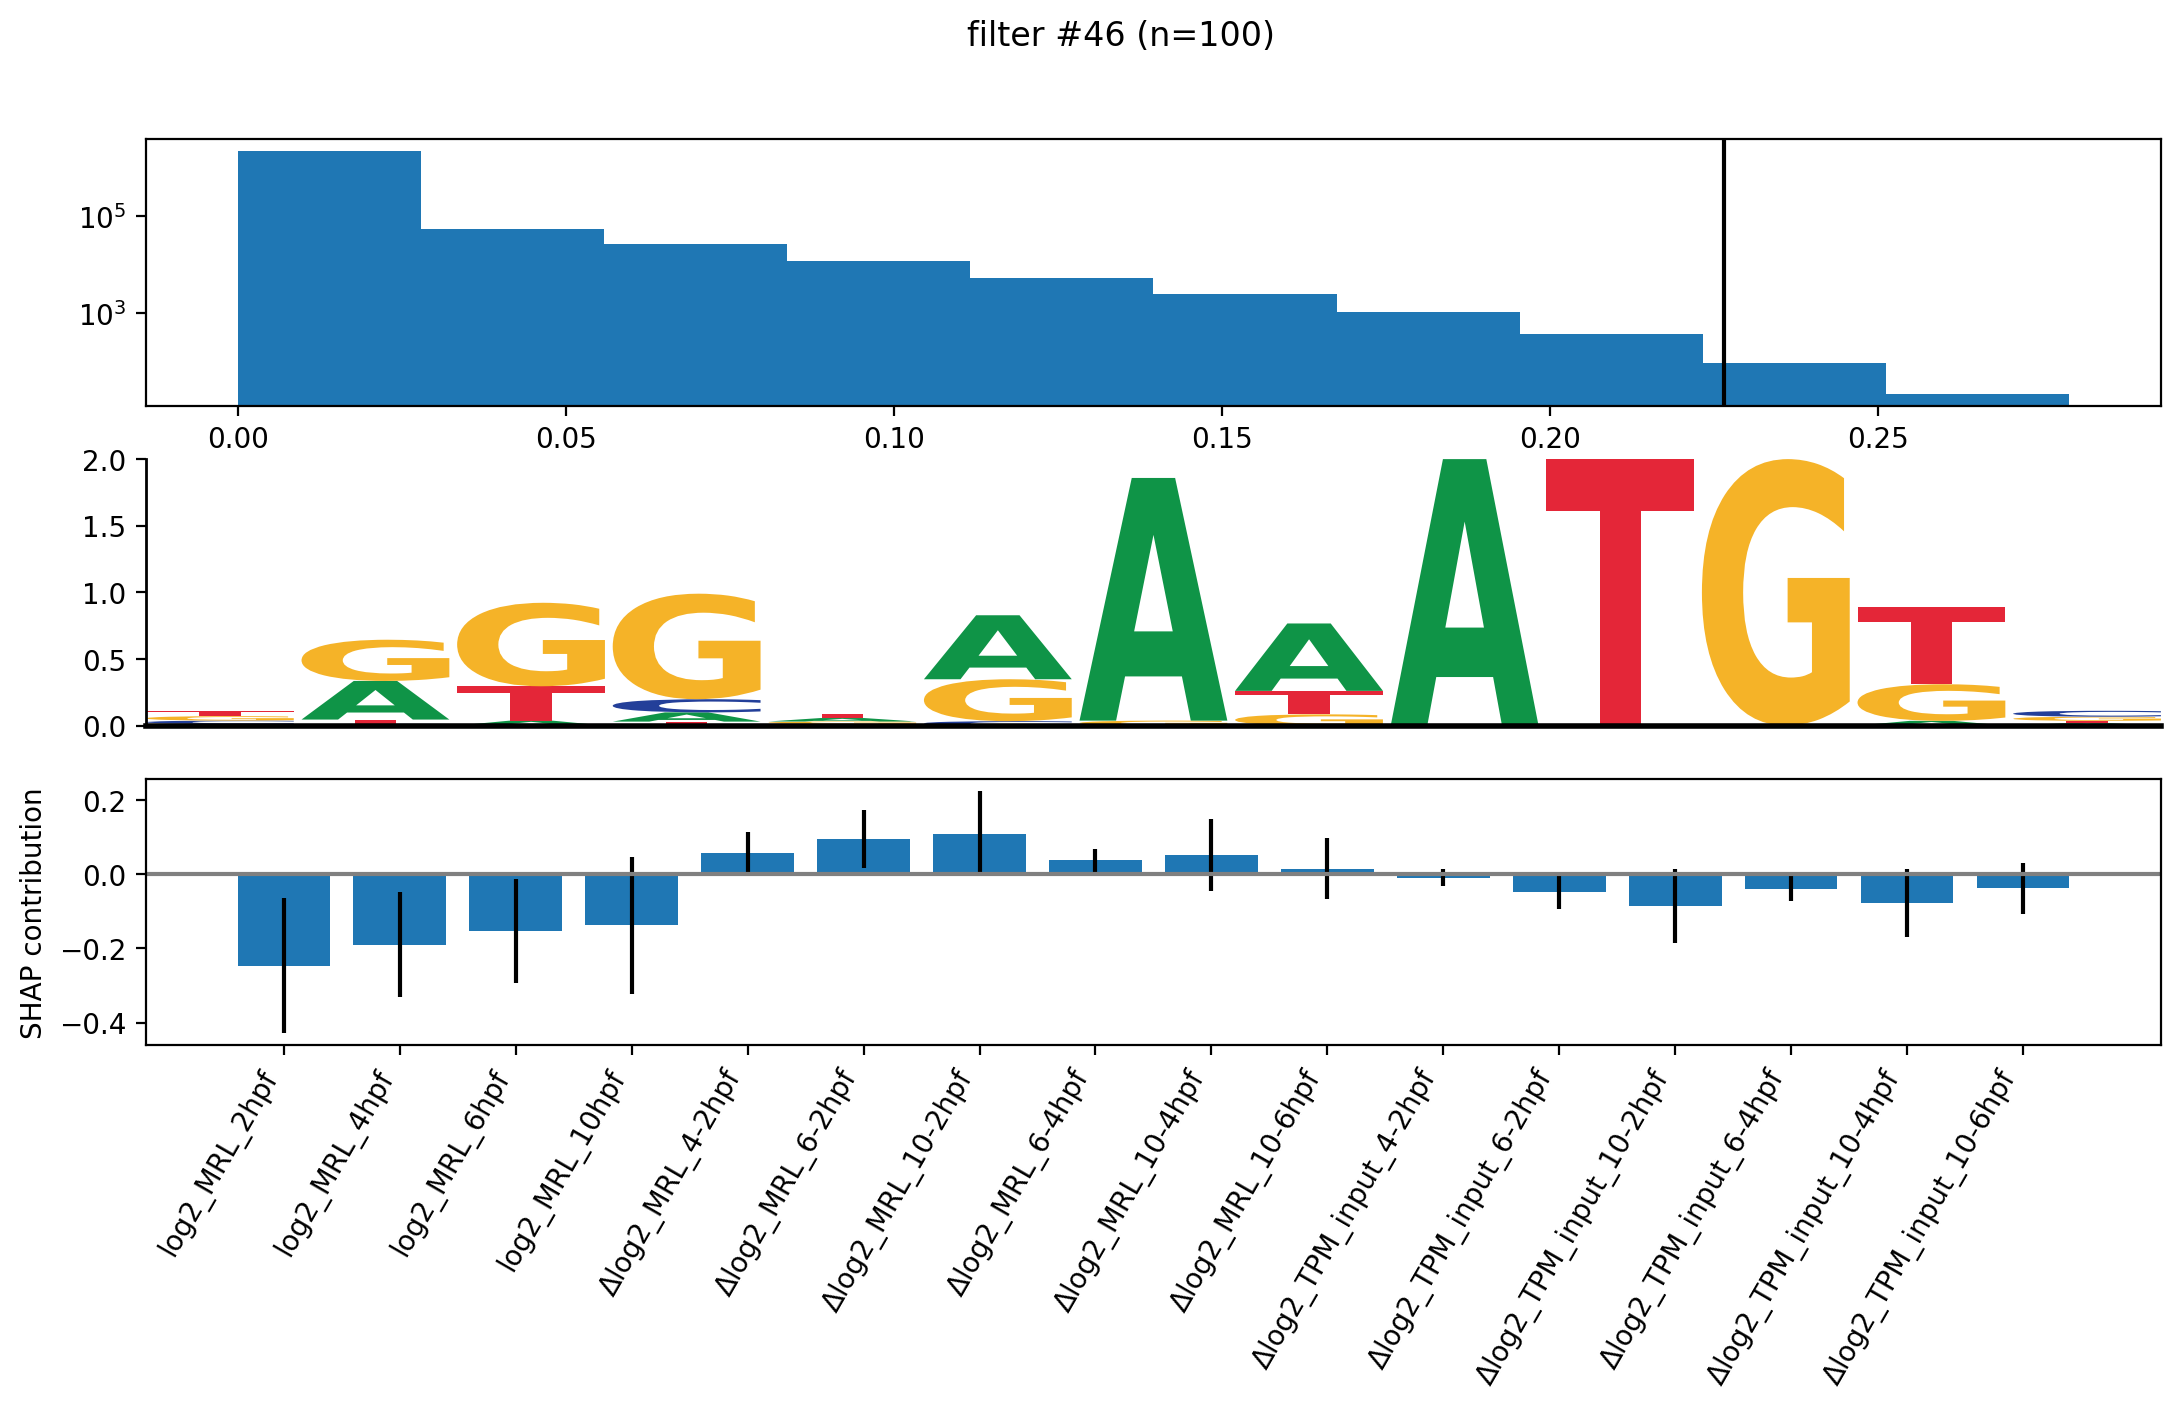 filter #46 (n=100)
10^5
10^3
0.00 0.05 0.10 0.15 0.20 0.25
2.0
1.5
1.0
0.5
0.0
G G G A A A A T G T
A T C G T G
A
SHAP contribution
0.2
0.0
−0.2
−0.4
log2_MRL_2hpf
log2_MRL_4hpf
log2_MRL_6hpf
log2_MRL_10hpf
Δlog2_MRL_4-2hpf
Δlog2_MRL_6-2hpf
Δlog2_MRL_10-2hpf
Δlog2_MRL_6-4hpf
Δlog2_MRL_10-4hpf
Δlog2_MRL_10-6hpf
Δlog2_TPM_input_4-2hpf
Δlog2_TPM_input_6-2hpf
Δlog2_TPM_input_10-2hpf
Δlog2_TPM_input_6-4hpf
Δlog2_TPM_input_10-4hpf
Δlog2_TPM_input_10-6hpf